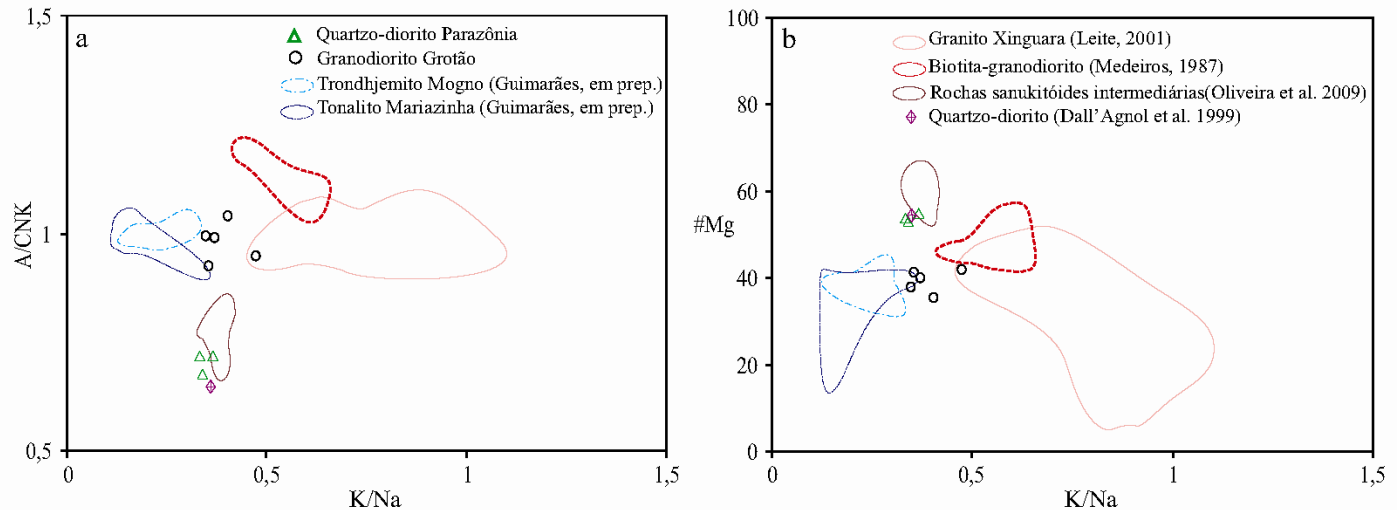 a
1,5
1
0,5
A/CNK
Quartzo-diorito Parazônia
Granodiorito Grotão
Trondhjemito Mogno (Guimarães, em prep.)
Tonalito Mariazinha (Guimarães, em prep.)
0
0,5
1
1,5
K/Na
b
100
80
60
#Mg
40
20
0
Granito Xinguara (Leite, 2001)
Biotita-granodiorito (Medeiros, 1987)
Rochas sanukitóides intermediárias(Oliveira et al. 2009)
Quartzo-diorito (Dall’Agnol et al. 1999)
0
0,5
1
1,5
K/Na